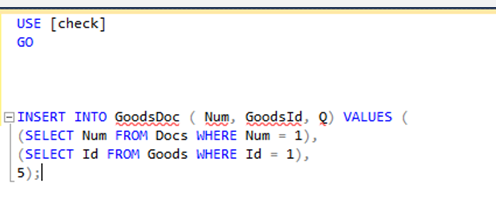 USE [check]
GO
INSERT INTO GoodsDoc ( Num, GoodsId, Q) VALUES (
(SELECT Num FROM Docs WHERE Num = 1),
(SELECT Id FROM Goods WHERE Id = 1),
5);